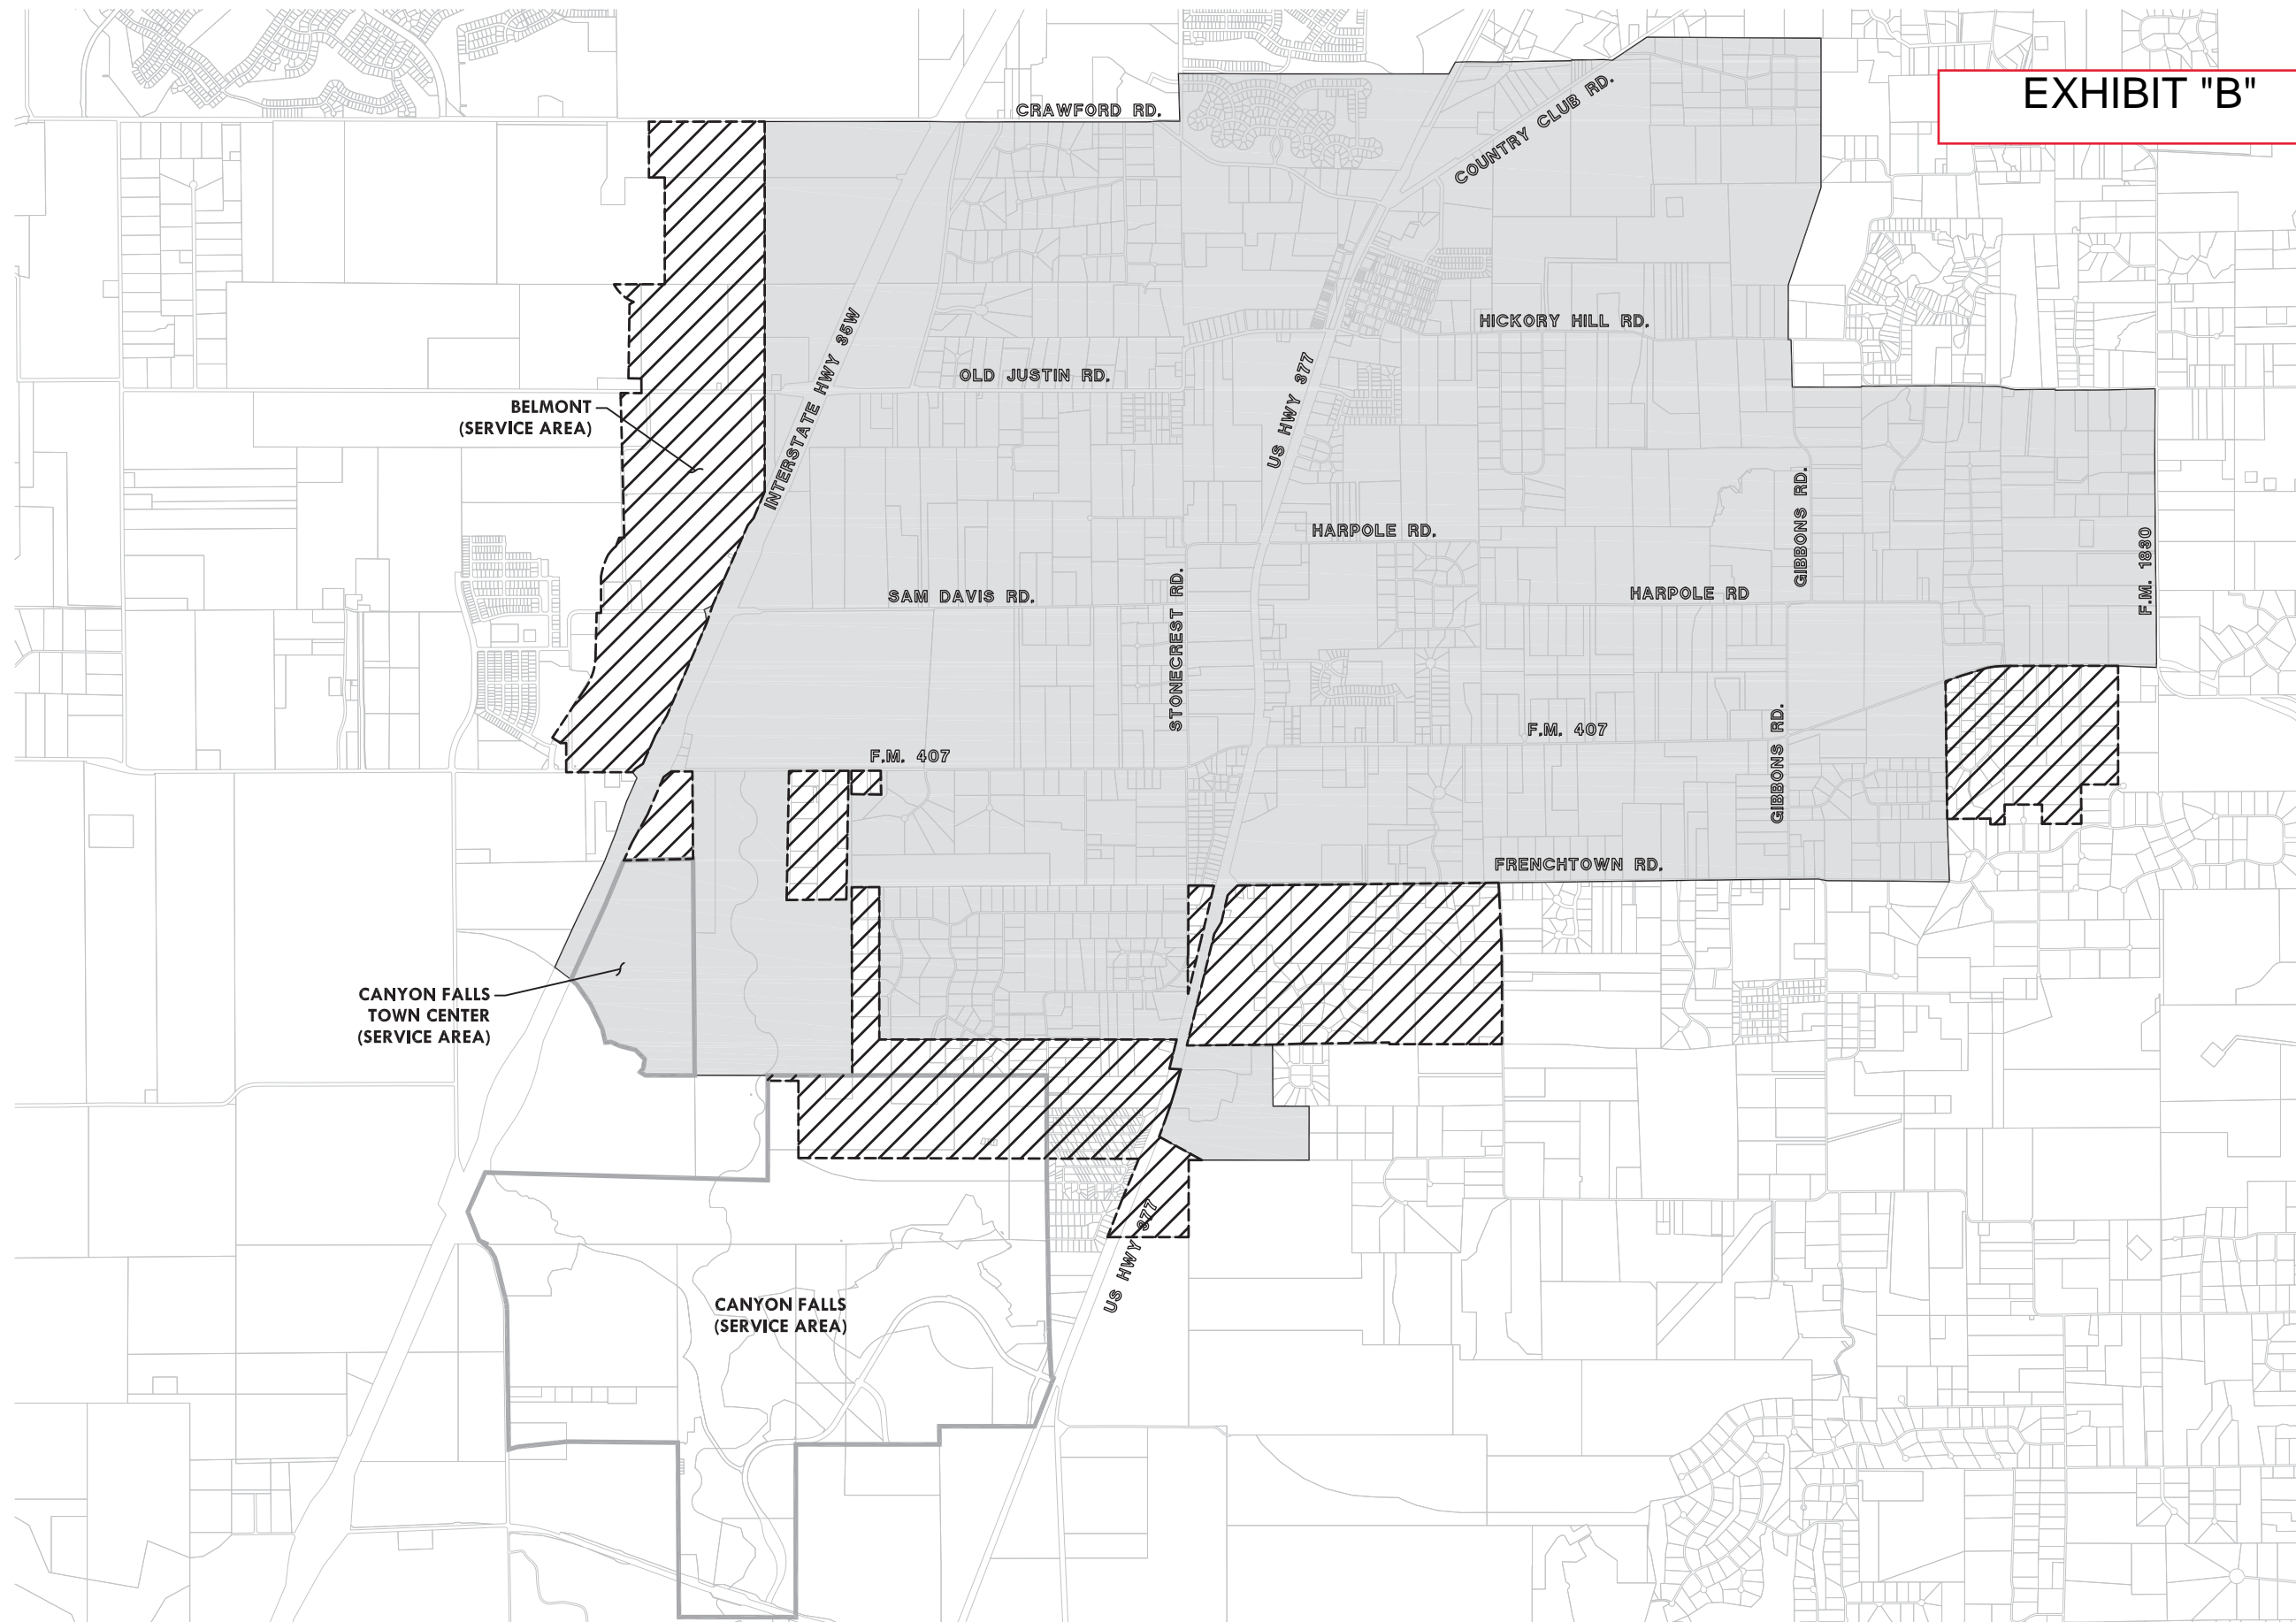 EXHIBIT "B"
CRAWFORD RD.
COUNTRY CLUB RD.
HICKORY HILL RD.
INTERSTATE HWY 35W
OLD JUSTIN RD.
US HWY 377
BELMONT
(SERVICE AREA)
GIBBONS RD.
HARPOLE RD.
F.M. 1830
SAM DAVIS RD.
STONECREST RD.
HARPOLE RD
F.M. 407
F.M. 407
GIBBONS RD.
FRENCHTOWN RD.
CANYON FALLS
TOWN CENTER
(SERVICE AREA)
US HWY 377
CANYON FALLS
(SERVICE AREA)